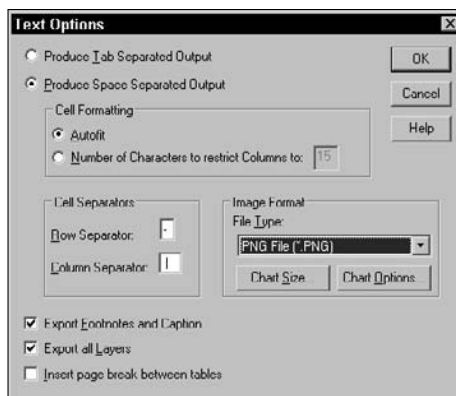 Text Options
Produce Tab Separated Output
OK
Produce Space Separated Output
Cancel
Cell Formatting
Autofit
Help
Number of Characters to restrict Columns to: 15
Cell Separators
Image Format
File Type:
Row Separator: -
PNG File (*.PNG)
Column Separator: |
Chart Size...
Chart Options...
Export Footnotes and Caption
Export all Layers
Insert page break between tables